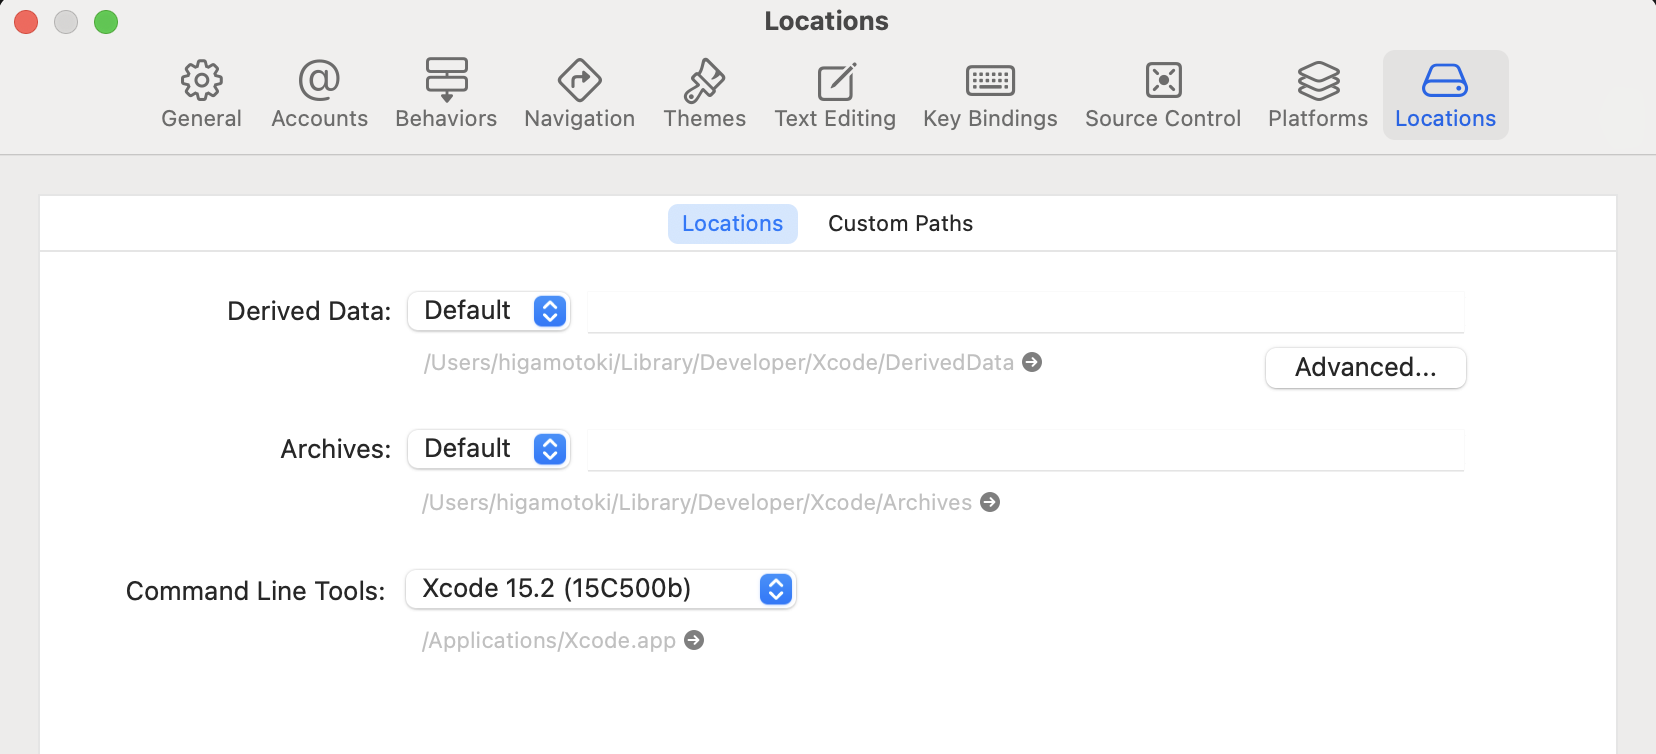 Locations
General Accounts Behaviors Navigation Themes Text Editing Key Bindings Source Control Platforms Locations
Locations Custom Paths
Derived Data: Default
/Users/higamotoki/Library/Developer/Xcode/DerivedData
Advanced...
Archives: Default
/Users/higamotoki/Library/Developer/Xcode/Archives
Command Line Tools: Xcode 15.2 (15C500b)
/Applications/Xcode.app